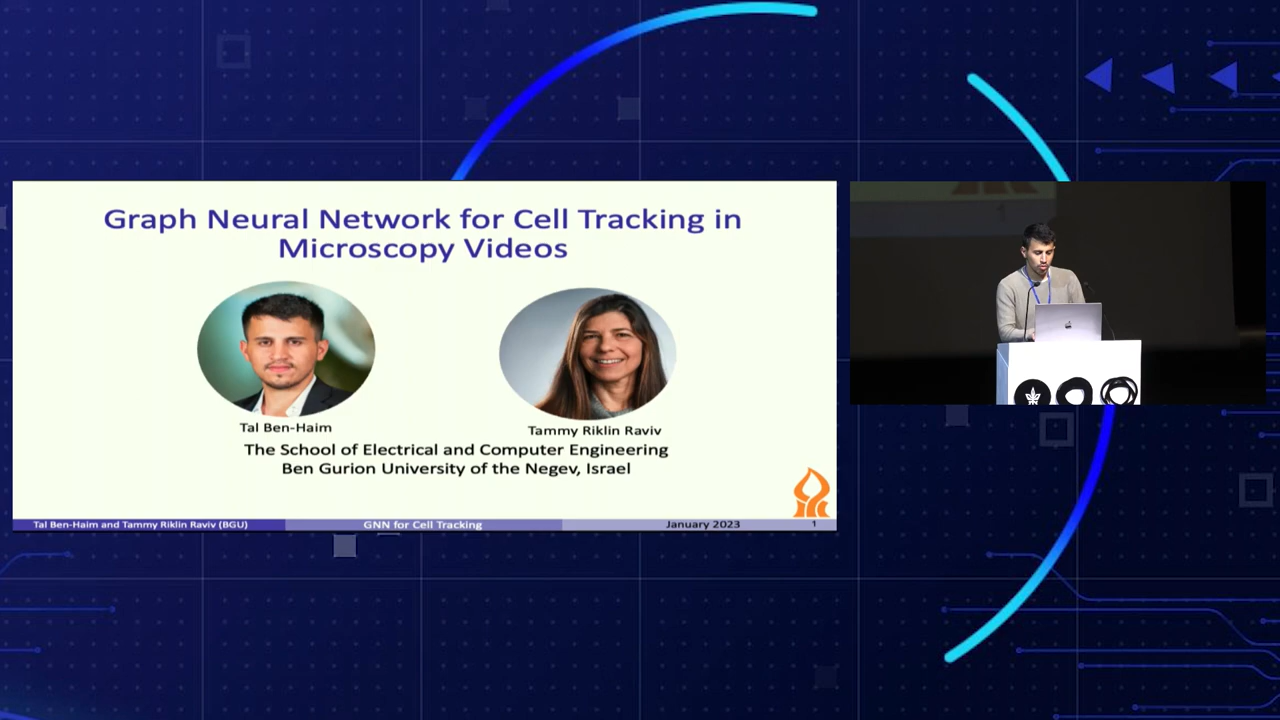 Graph Neural Network for Cell Tracking in
Microscopy Videos
Tal Ben-Haim
Tammy Riklin Raviv
The School of Electrical and Computer Engineering
Ben Gurion University of the Negev, Israel
Tal Ben-Haim and Tammy Riklin Raviv (BGU)
GNN for Cell Tracking
January 2023
1